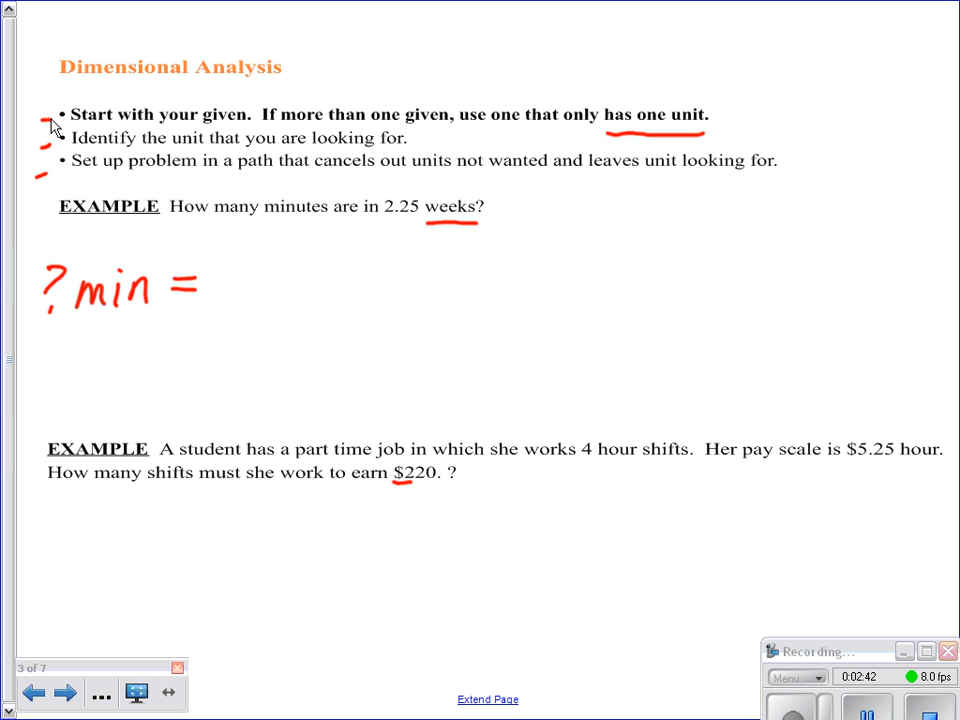 Dimensional Analysis
• Start with your given.  If more than one given, use one that only has one unit.
• Identify the unit that you are looking for.
• Set up problem in a path that cancels out units not wanted and leaves unit looking for.
EXAMPLE  How many minutes are in 2.25 weeks?
? min =
EXAMPLE  A student has a part time job in which she works 4 hour shifts.  Her pay scale is $5.25 hour.
How many shifts must she work to earn $220. ?
3 of 7
Extend Page
Recording...
Menu
0:02:42
8.0 fps